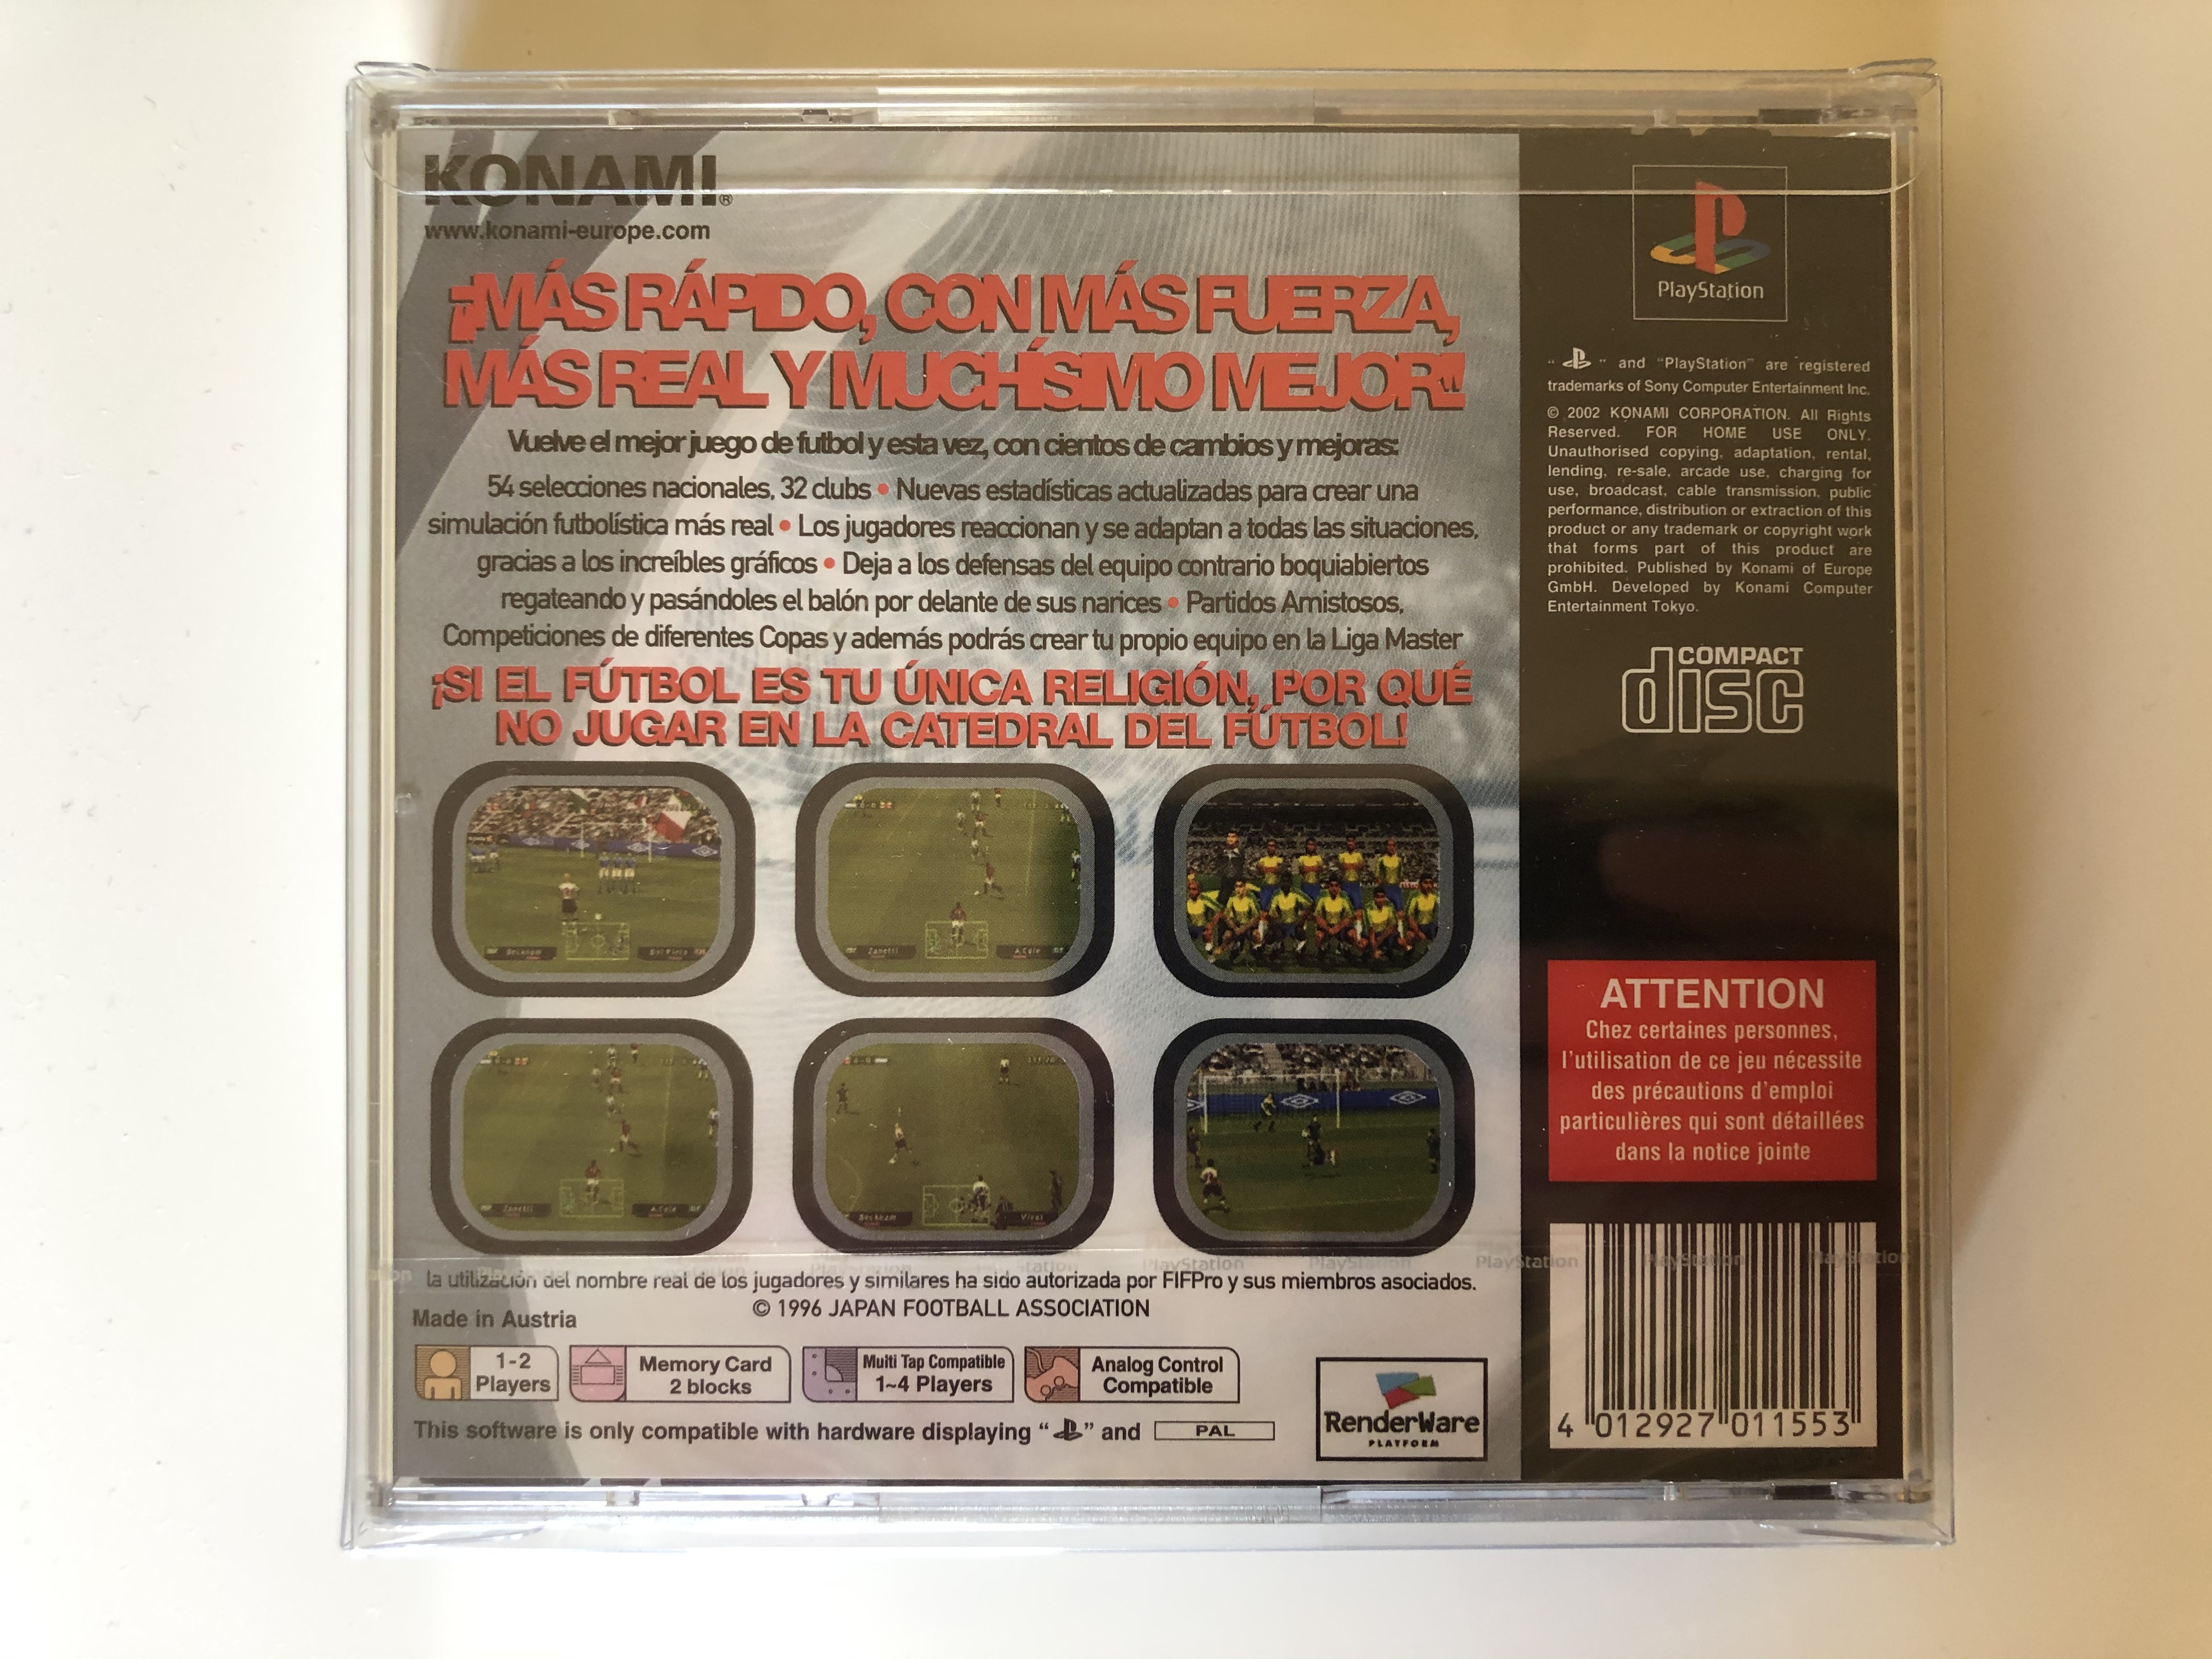 KONAMI®
www.konami-europe.com
¡¡MÁS RÁPIDO, CON MÁS FUERZA,
MÁS REAL Y MUCHÍSIMO MEJOR!!
Vuelve el mejor juego de futbol y esta vez, con cientos de cambios y mejoras:
54 selecciones nacionales, 32 clubs • Nuevas estadísticas actualizadas para crear una
simulación futbolística más real • Los jugadores reaccionan y se adaptan a todas las situaciones,
gracias a los increíbles gráficos • Deja a los defensas del equipo contrario boquiabiertos
regateando y pasándoles el balón por delante de sus narices • Partidos Amistosos,
Competiciones de diferentes Copas y además podrás crear tu propio equipo en la Liga Master
¡SI EL FÚTBOL ES TU ÚNICA RELIGIÓN, POR QUÉ
NO JUGAR EN LA CATEDRAL DEL FÚTBOL!
Beckham
Zanetti
A.Cole
Zanetti
A.Cole
Beckham
Vivas
la utilización del nombre real de los jugadores y similares ha sido autorizada por FIFPro y sus miembros asociados.
© 1996 JAPAN FOOTBALL ASSOCIATION
Made in Austria
1-2
Players
Memory Card
2 blocks
Multi Tap Compatible
1~4 Players
Analog Control
Compatible
This software is only compatible with hardware displaying “ ” and PAL
RenderWare
PLATFORM
PlayStation
“ ” and “PlayStation” are registered
trademarks of Sony Computer Entertainment Inc.
© 2002 KONAMI CORPORATION. All Rights
Reserved. FOR HOME USE ONLY.
Unauthorised copying, adaptation, rental,
lending, re-sale, arcade use, charging for
use, broadcast, cable transmission, public
performance, distribution or extraction of this
product or any trademark or copyright work
that forms part of this product are
prohibited. Published by Konami of Europe
GmbH. Developed by Konami Computer
Entertainment Tokyo.
COMPACT
disc
ATTENTION
Chez certaines personnes,
l'utilisation de ce jeu nécessite
des précautions d'emploi
particulières qui sont détaillées
dans la notice jointe
PlayStation PlayStation PlayStation PlayStation PlayStation
4 012927 011553